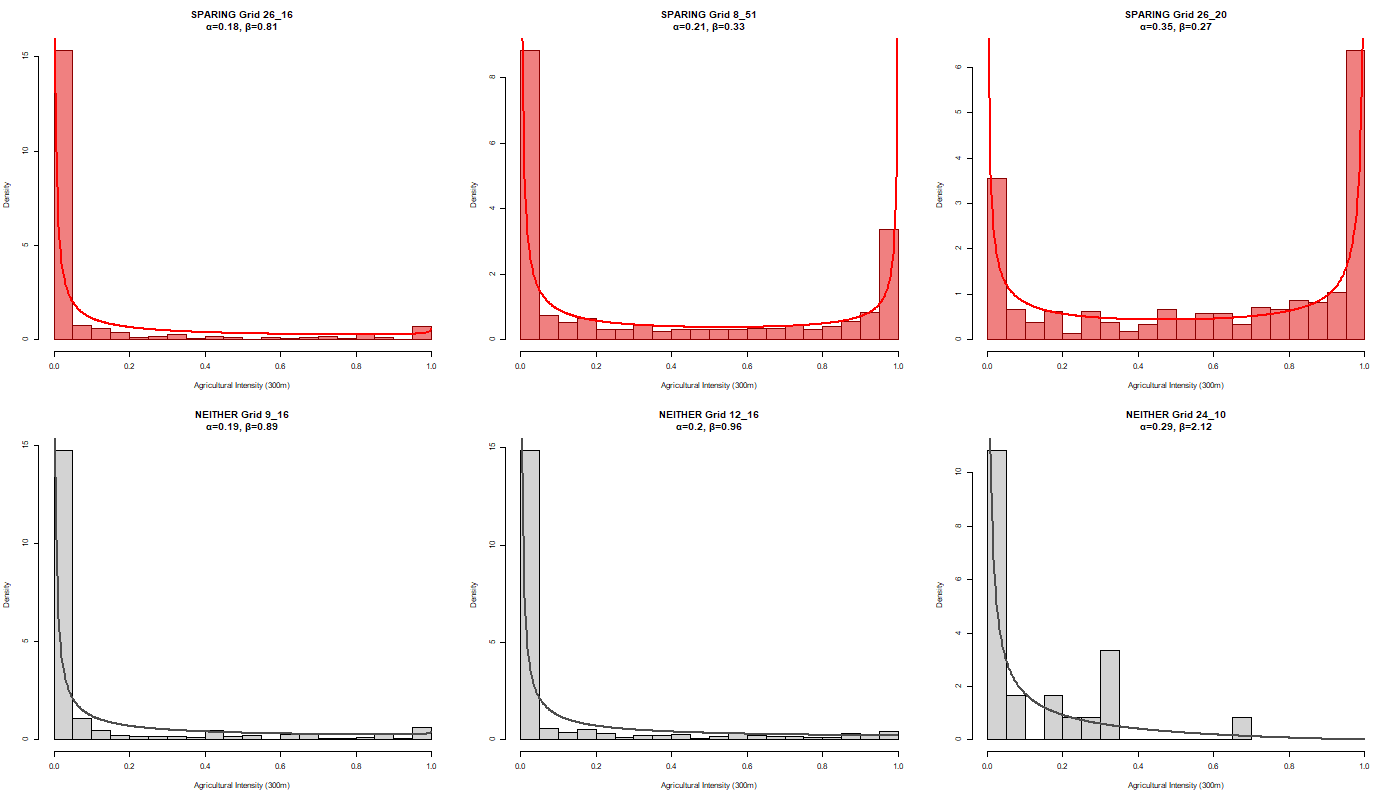 SPARING Grid 26_16
α=0.18, β=0.81
Density
0
5
10
15
0.0 0.2 0.4 0.6 0.8 1.0
Agricultural Intensity (300m)
SPARING Grid 8_51
α=0.21, β=0.33
Density
0
2
4
6
8
0.0 0.2 0.4 0.6 0.8 1.0
Agricultural Intensity (300m)
SPARING Grid 26_20
α=0.35, β=0.27
Density
0
1
2
3
4
5
6
0.0 0.2 0.4 0.6 0.8 1.0
Agricultural Intensity (300m)
NEITHER Grid 9_16
α=0.19, β=0.89
Density
0
5
10
15
0.0 0.2 0.4 0.6 0.8 1.0
Agricultural Intensity (300m)
NEITHER Grid 12_16
α=0.2, β=0.96
Density
0
5
10
15
0.0 0.2 0.4 0.6 0.8 1.0
Agricultural Intensity (300m)
NEITHER Grid 24_10
α=0.29, β=2.12
Density
0
2
4
6
8
10
0.0 0.2 0.4 0.6 0.8 1.0
Agricultural Intensity (300m)